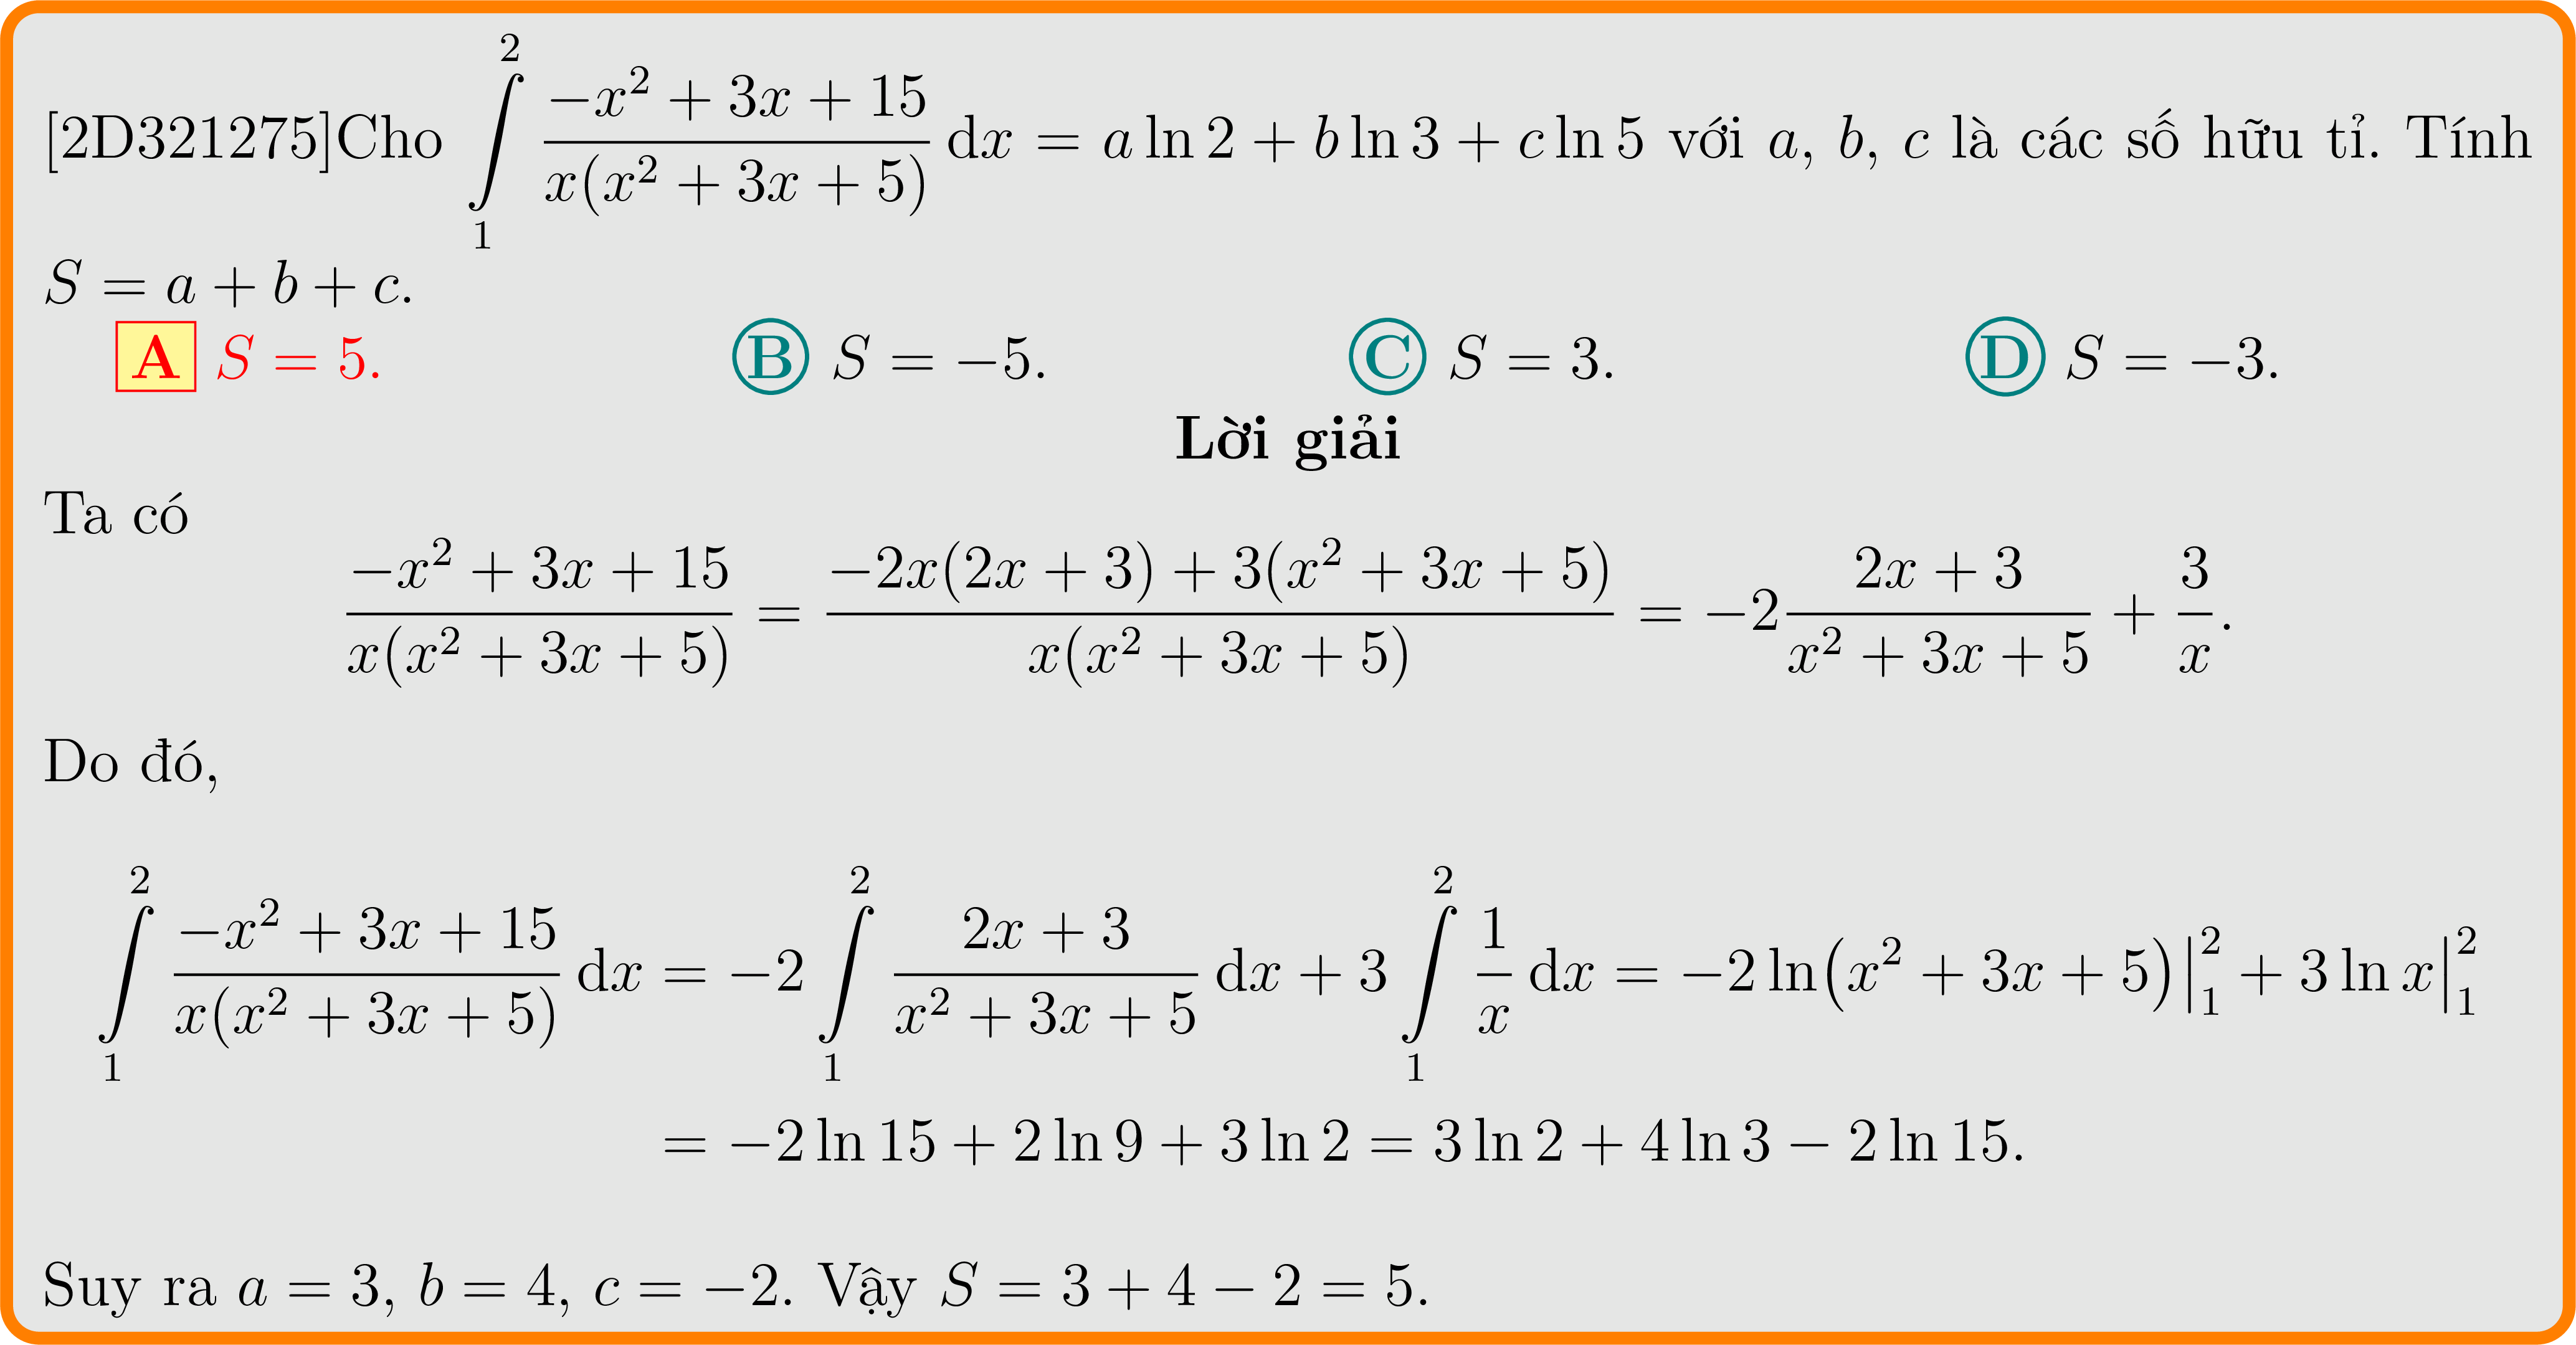 [2D321275]Cho $\int\limits_1^2 \frac{-x^2+3x+15}{x(x^2+3x+5)}\,\mathrm{d}x = a\ln 2 + b\ln 3 + c\ln 5$ với $a$, $b$, $c$ là các số hữu tỉ. Tính
$S = a + b + c.$
A $S = 5.$ B $S = -5.$ C $S = 3.$ D $S = -3.$
Lời giải
Ta có
$\frac{-x^2+3x+15}{x(x^2+3x+5)} = \frac{-2x(2x+3)+3(x^2+3x+5)}{x(x^2+3x+5)} = -2\frac{2x+3}{x^2+3x+5} + \frac{3}{x}.$
Do đó,
$\int\limits_1^2 \frac{-x^2+3x+15}{x(x^2+3x+5)}\,\mathrm{d}x = -2\int\limits_1^2 \frac{2x+3}{x^2+3x+5}\,\mathrm{d}x + 3\int\limits_1^2 \frac{1}{x}\,\mathrm{d}x = -2\ln(x^2+3x+5)\big|_1^2 + 3\ln x\big|_1^2$
$= -2\ln 15 + 2\ln 9 + 3\ln 2 = 3\ln 2 + 4\ln 3 - 2\ln 15.$
Suy ra $a = 3$, $b = 4$, $c = -2$. Vậy $S = 3 + 4 - 2 = 5.$